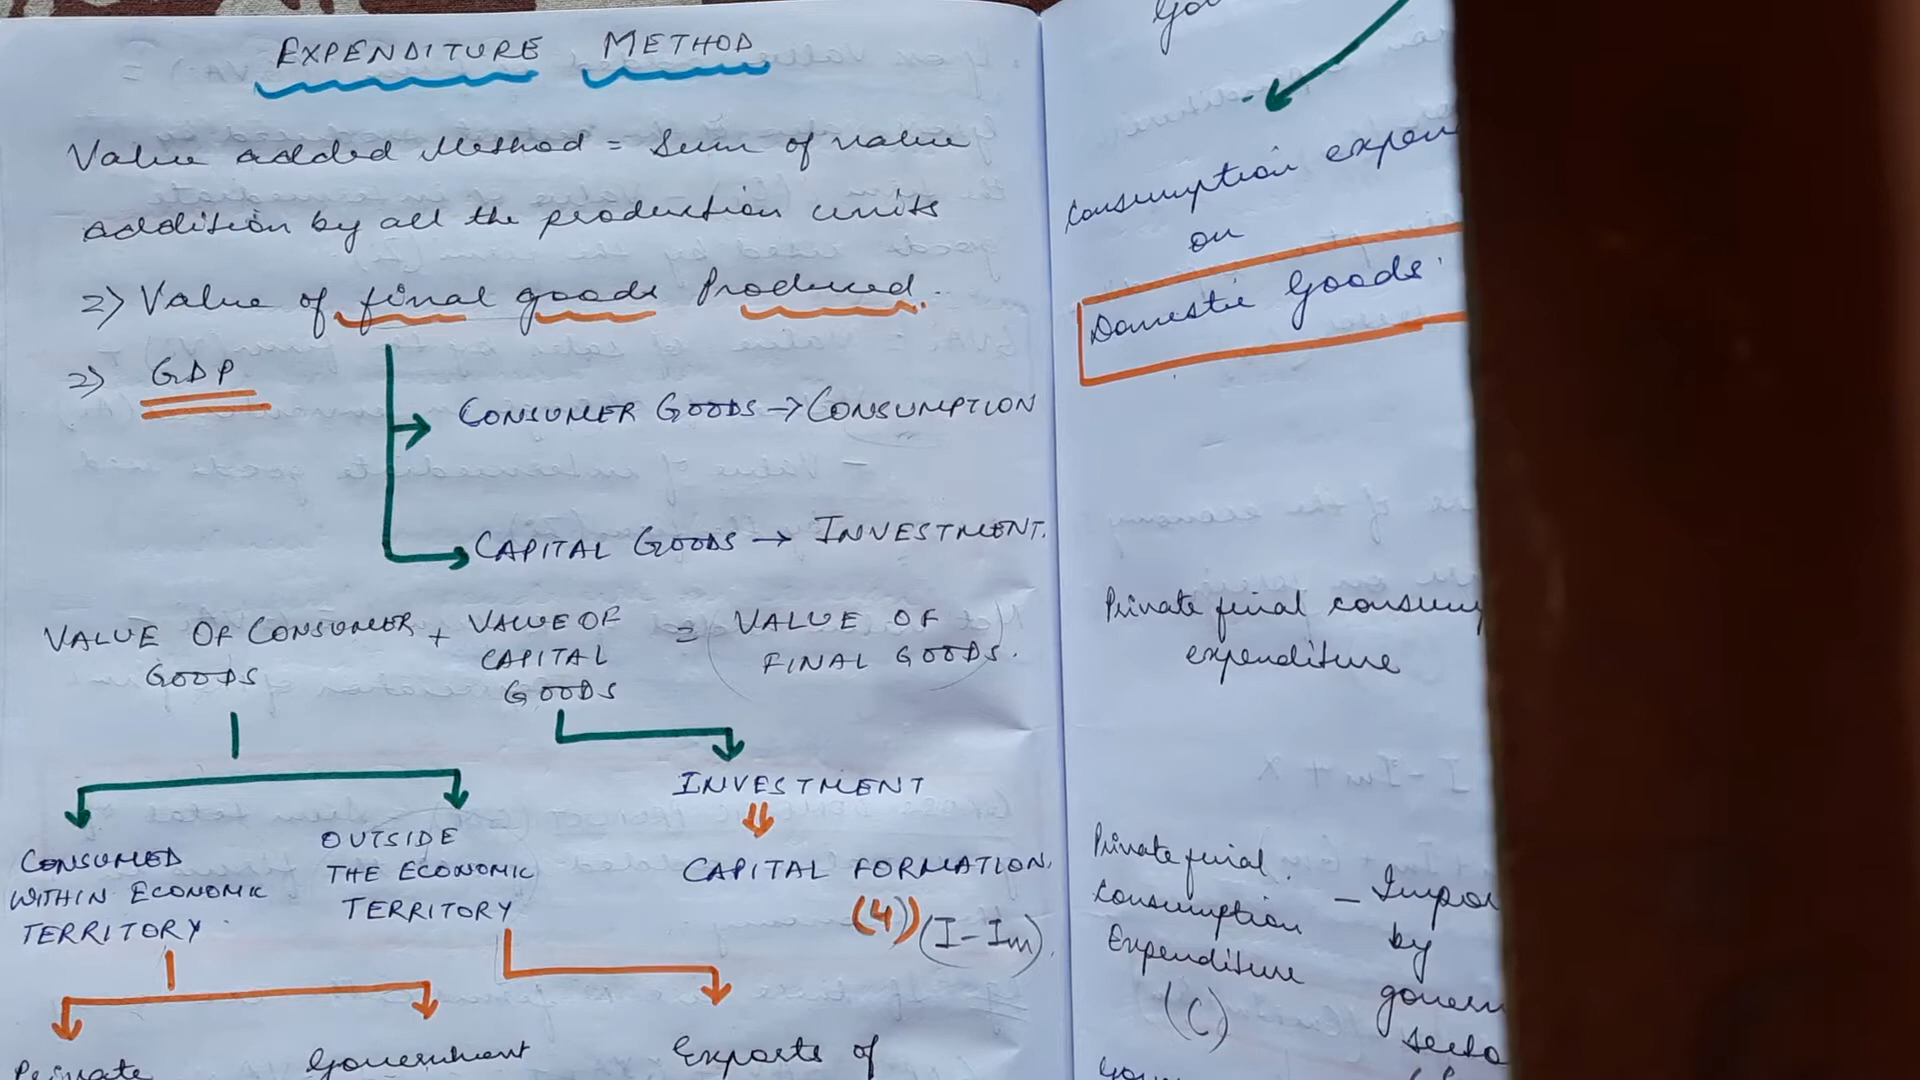 EXPENDITURE METHOD
Value added Method = Sum of value
addition by all the production units
=> Value of final goods Produced.
=> GDP
CONSUMER GOODS → CONSUMPTION
CAPITAL GOODS → INVESTMENT.
VALUE OF CONSUMER GOODS + VALUE OF CAPITAL GOODS = VALUE OF FINAL GOODS.
CONSUMED
WITHIN ECONOMIC
TERRITORY.
OUTSIDE
THE ECONOMIC
TERRITORY
INVESTMENT
CAPITAL FORMATION.
(4) (I-Im).
Private
Government
Exports of
Consumption expen
on
Domestic Goods.
Private final consum
expenditure
Private final
Consumption
Expenditure
(C)
- Impor
by
govern
secto